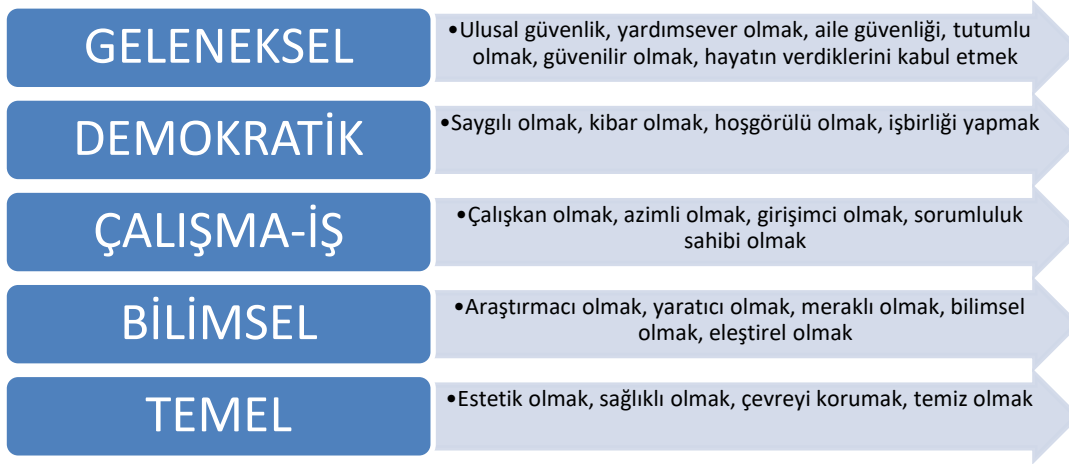 GELENEKSEL
•Ulusal güvenlik, yardımsever olmak, aile güvenliği, tutumlu
olmak, güvenilir olmak, hayatın verdiklerini kabul etmek
DEMOKRATİK
•Saygılı olmak, kibar olmak, hoşgörülü olmak, işbirliği yapmak
ÇALIŞMA-İŞ
•Çalışkan olmak, azimli olmak, girişimci olmak, sorumluluk
sahibi olmak
BİLİMSEL
•Araştırmacı olmak, yaratıcı olmak, meraklı olmak, bilimsel
olmak, eleştirel olmak
TEMEL
•Estetik olmak, sağlıklı olmak, çevreyi korumak, temiz olmak